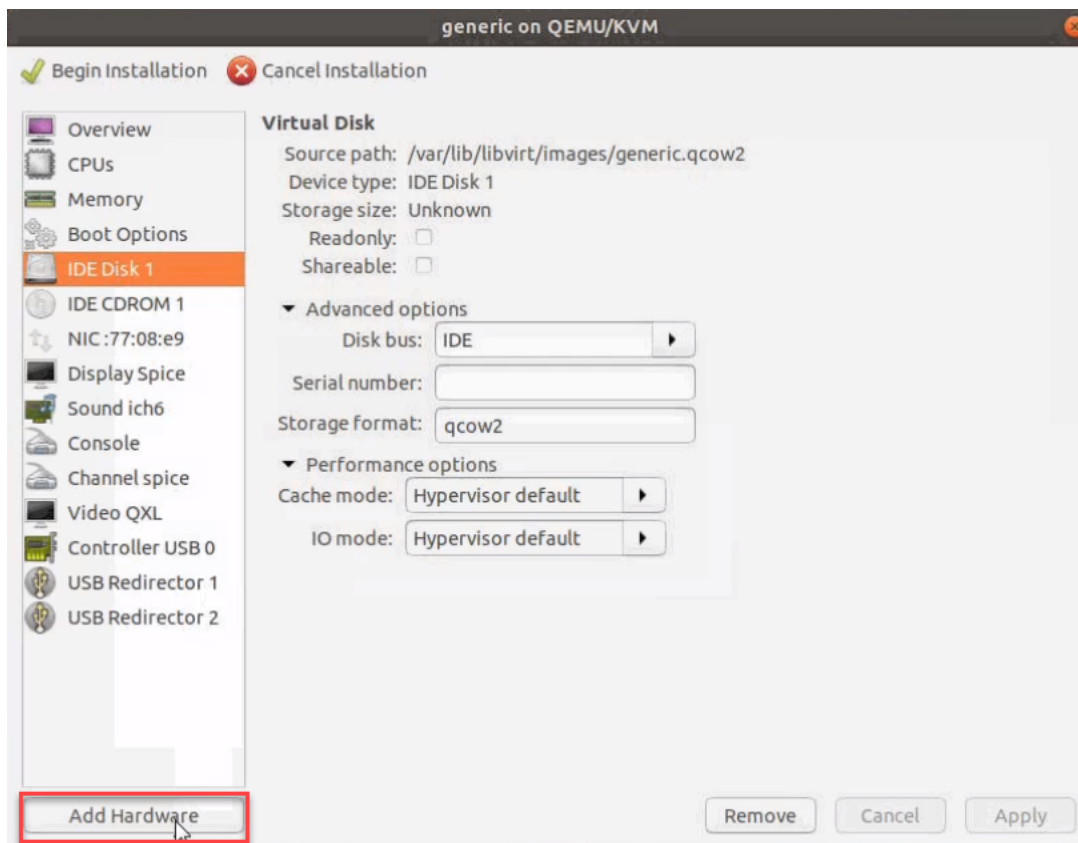 generic on QEMU/KVM
Begin Installation
Cancel Installation
Overview
CPUs
Memory
Boot Options
IDE Disk 1
IDE CDROM 1
NIC :77:08:e9
Display Spice
Sound ich6
Console
Channel spice
Video QXL
Controller USB 0
USB Redirector 1
USB Redirector 2
Add Hardware
Virtual Disk
Source path: /var/lib/libvirt/images/generic.qcow2
Device type: IDE Disk 1
Storage size: Unknown
Readonly:
Shareable:
Advanced options
Disk bus: IDE
Serial number:
Storage format: qcow2
Performance options
Cache mode: Hypervisor default
IO mode: Hypervisor default
Remove
Cancel
Apply